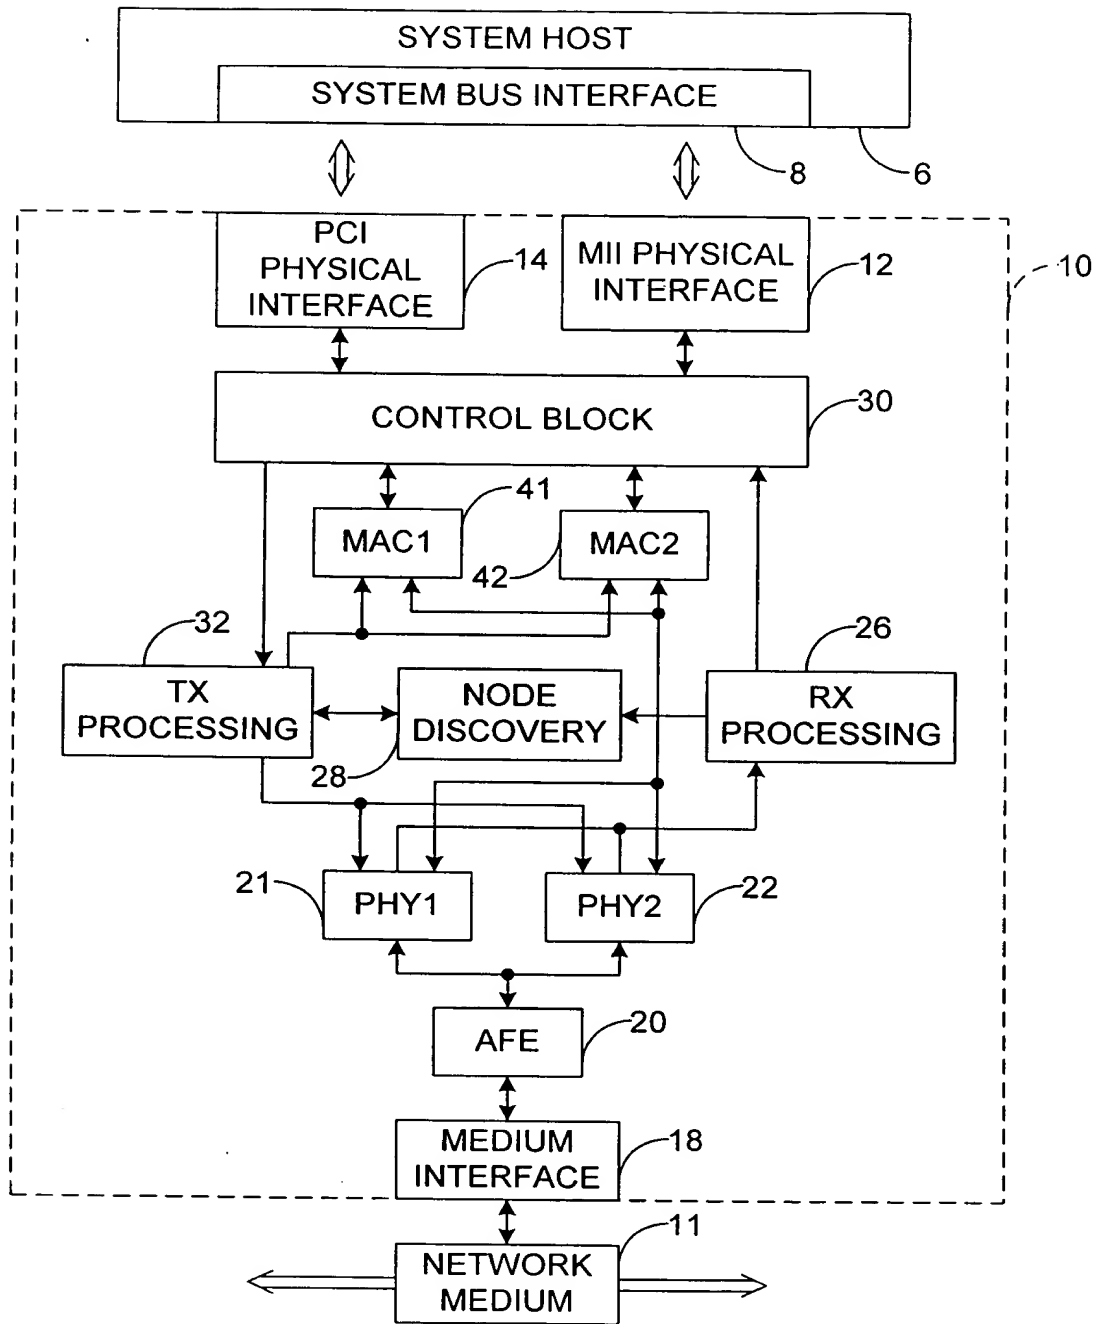 SYSTEM HOST
SYSTEM BUS INTERFACE
8
6
PCI
PHYSICAL
INTERFACE
14
MII PHYSICAL
INTERFACE
12
10
CONTROL BLOCK
30
MAC1
41
MAC2
42
32
TX
PROCESSING
NODE
DISCOVERY
28
26
RX
PROCESSING
21
PHY1
PHY2
22
AFE
20
MEDIUM
INTERFACE
18
11
NETWORK
MEDIUM